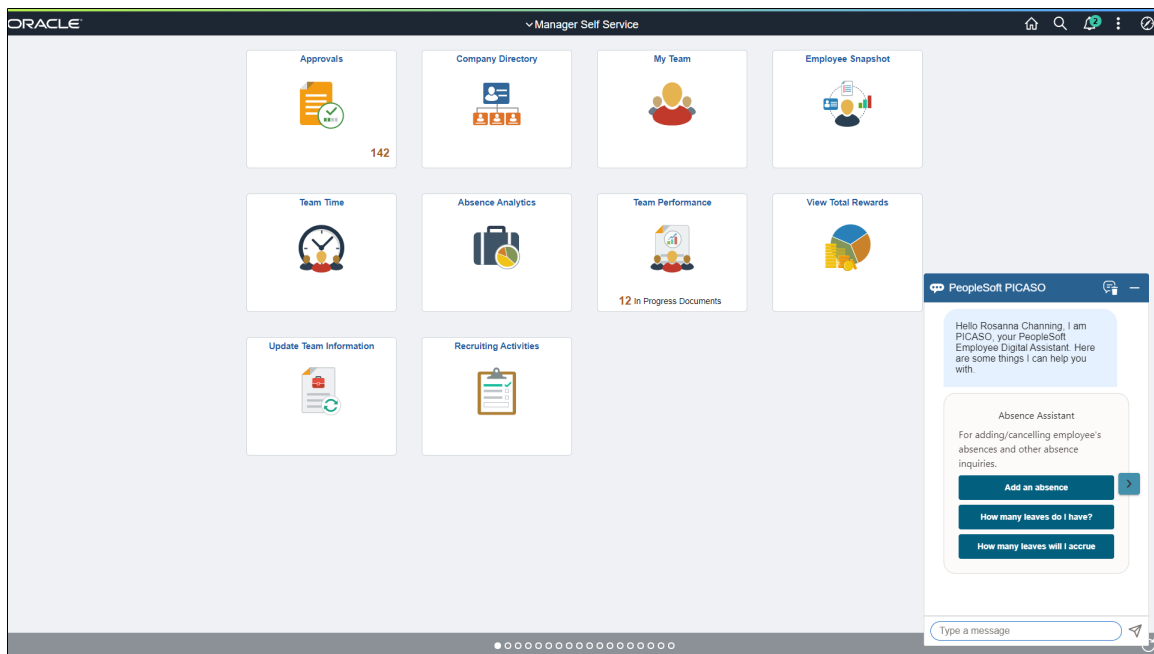 ORACLE
Manager Self Service
2
Approvals
142
Company Directory
My Team
Employee Snapshot
Team Time
Absence Analytics
Team Performance
12 In Progress Documents
View Total Rewards
Update Team Information
Recruiting Activities
PeopleSoft PICASO
Hello Rosanna Channing, I am
PICASO, your PeopleSoft
Employee Digital Assistant. Here
are some things I can help you
with.
Absence Assistant
For adding/cancelling employee's
absences and other absence
inquiries.
Add an absence
How many leaves do I have?
How many leaves will I accrue
Type a message